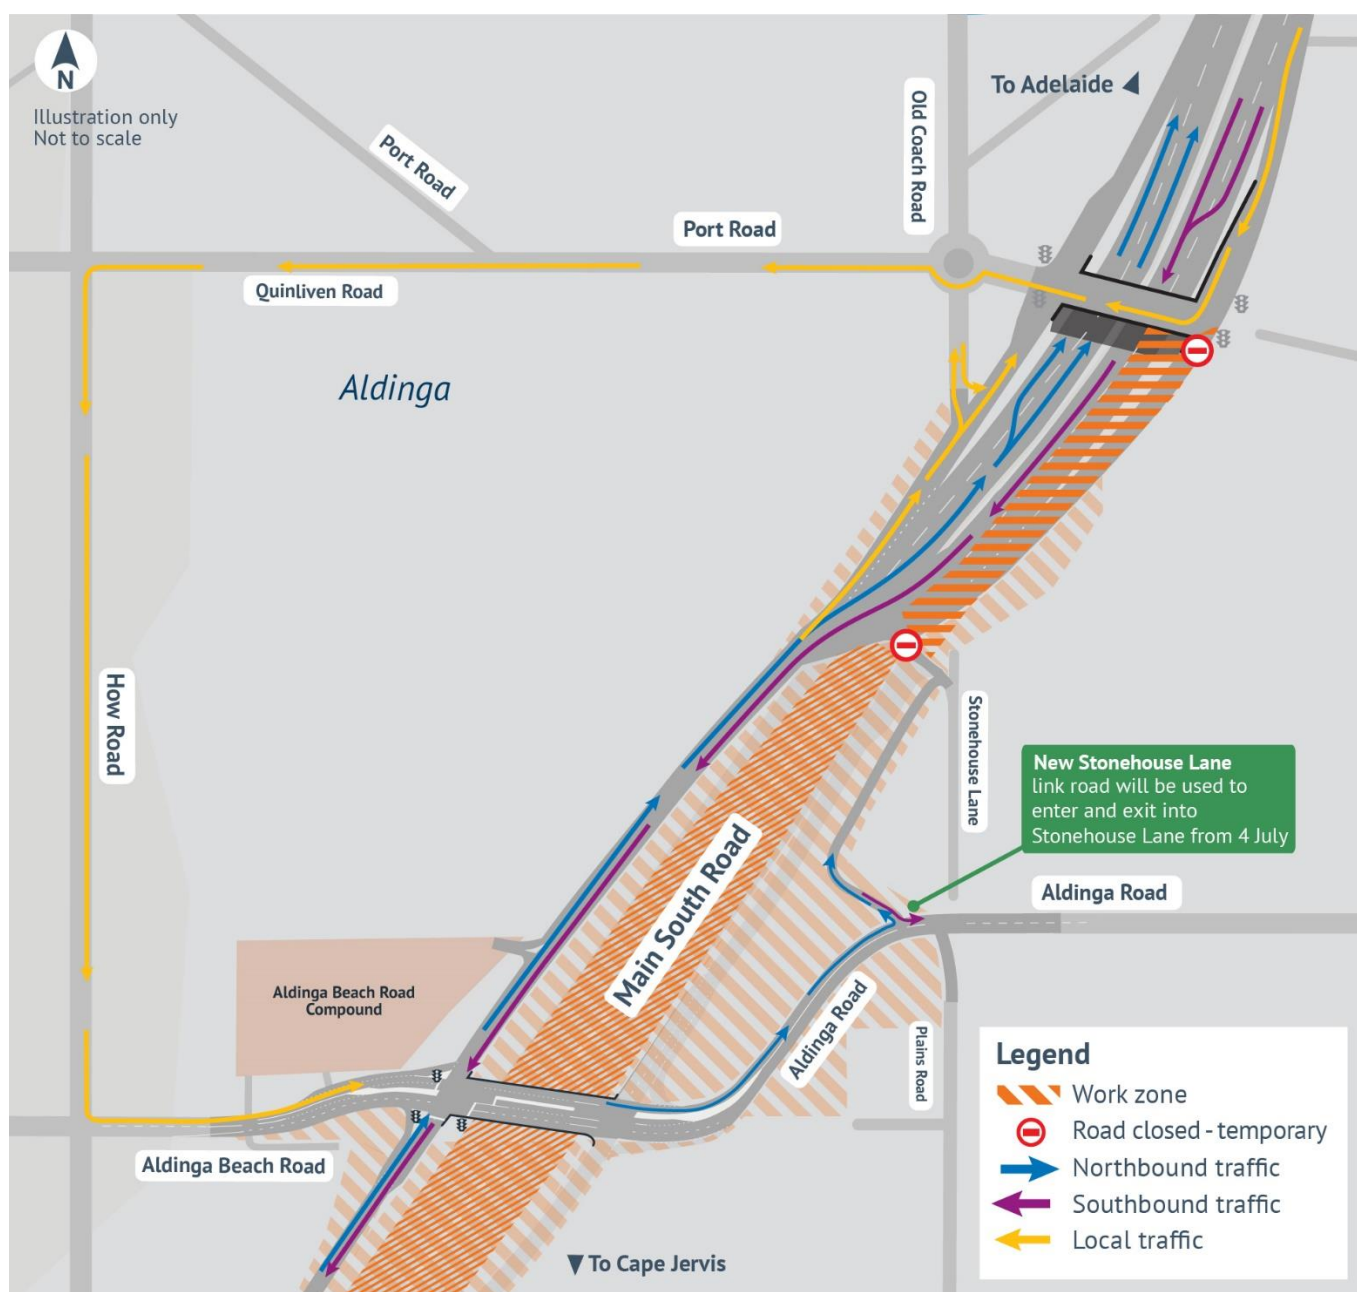 N
Illustration only
Not to scale
To Adelaide
Old Coach Road
Port Road
Port Road
Quinliven Road
Aldinga
How Road
Stonehouse Lane
New Stonehouse Lane
link road will be used to
enter and exit into
Stonehouse Lane from 4 July
Main South Road
Aldinga Road
Aldinga Beach Road
Compound
Aldinga Road
Plains Road
Aldinga Beach Road
To Cape Jervis
Legend
Work zone
Road closed - temporary
Northbound traffic
Southbound traffic
Local traffic